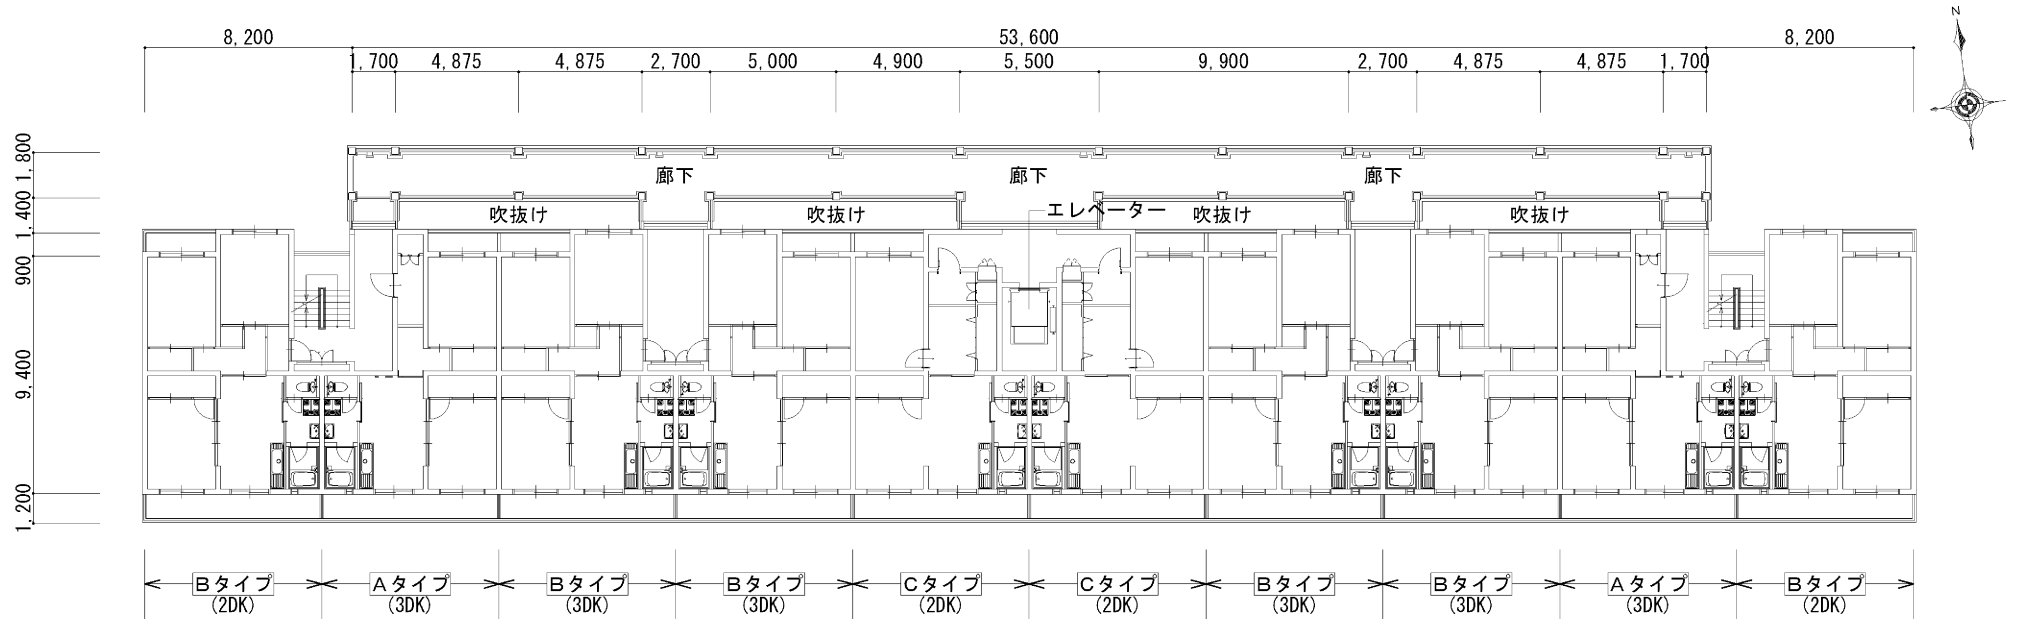 N
8,200 53,600 8,200
1,700 4,875 4,875 2,700 5,000 4,900 5,500 9,900 2,700 4,875 4,875 1,700
1,800
1,400
900
9,400
1,200
廊下 廊下 廊下
吹抜け 吹抜け エレベーター 吹抜け 吹抜け
Bタイプ Aタイプ Bタイプ Bタイプ Cタイプ Cタイプ Bタイプ Bタイプ Aタイプ Bタイプ
(2DK) (3DK) (3DK) (3DK) (2DK) (2DK) (3DK) (3DK) (3DK) (2DK)